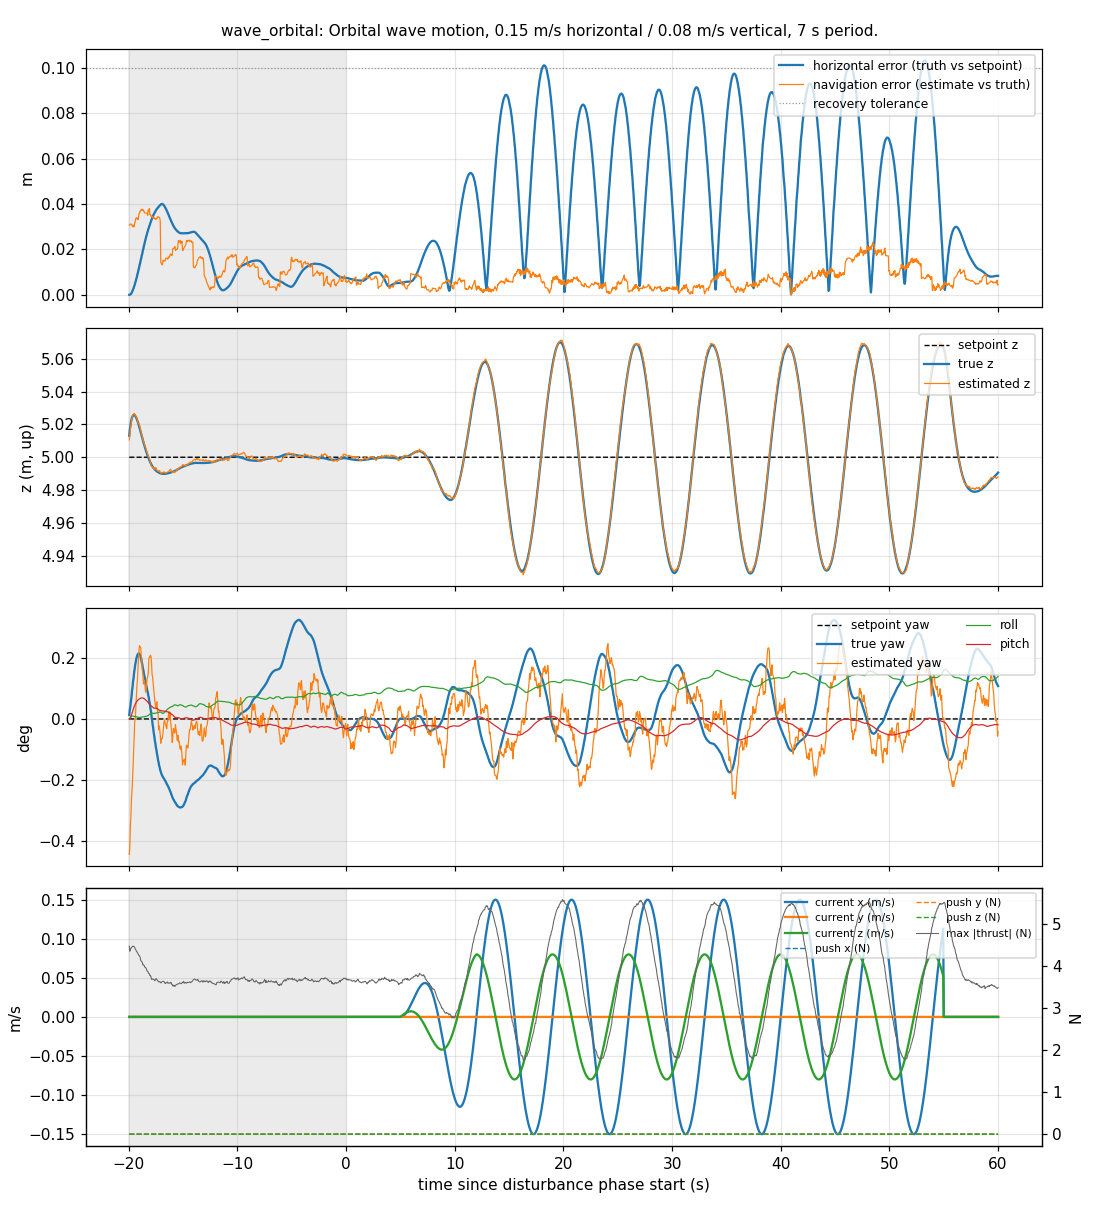 wave_orbital: Orbital wave motion, 0.15 m/s horizontal / 0.08 m/s vertical, 7 s period.
0.10
0.08
0.06
0.04
0.02
0.00
m
horizontal error (truth vs setpoint)
navigation error (estimate vs truth)
recovery tolerance
5.06
5.04
5.02
5.00
4.98
4.96
4.94
z (m, up)
setpoint z
true z
estimated z
0.2
0.0
−0.2
−0.4
deg
setpoint yaw
true yaw
estimated yaw
roll
pitch
0.15
0.10
0.05
0.00
−0.05
−0.10
−0.15
m/s
current x (m/s)
current y (m/s)
current z (m/s)
push x (N)
push y (N)
push z (N)
max |thrust| (N)
5
4
3
2
1
0
N
−20
−10
0
10
20
30
40
50
60
time since disturbance phase start (s)